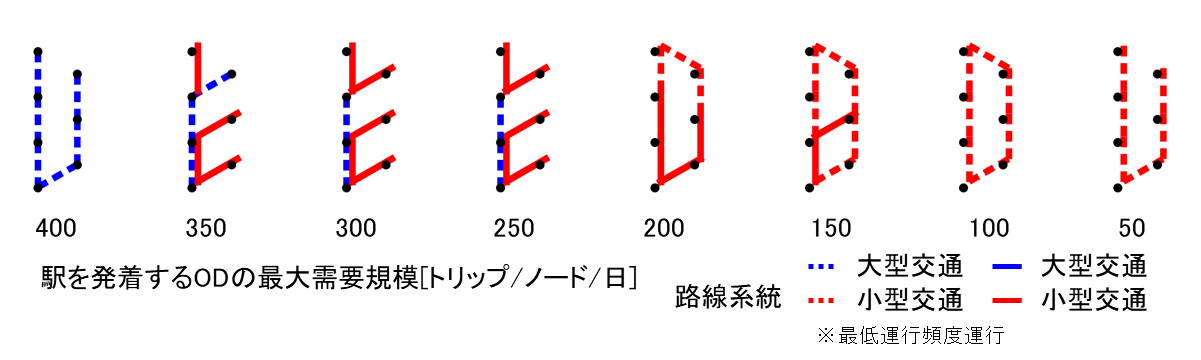 400 350 300 250 200 150 100 50
駅を発着するODの最大需要規模[トリップ/ノード/日]
路線系統
大型交通 大型交通
小型交通 小型交通
※最低運行頻度運行